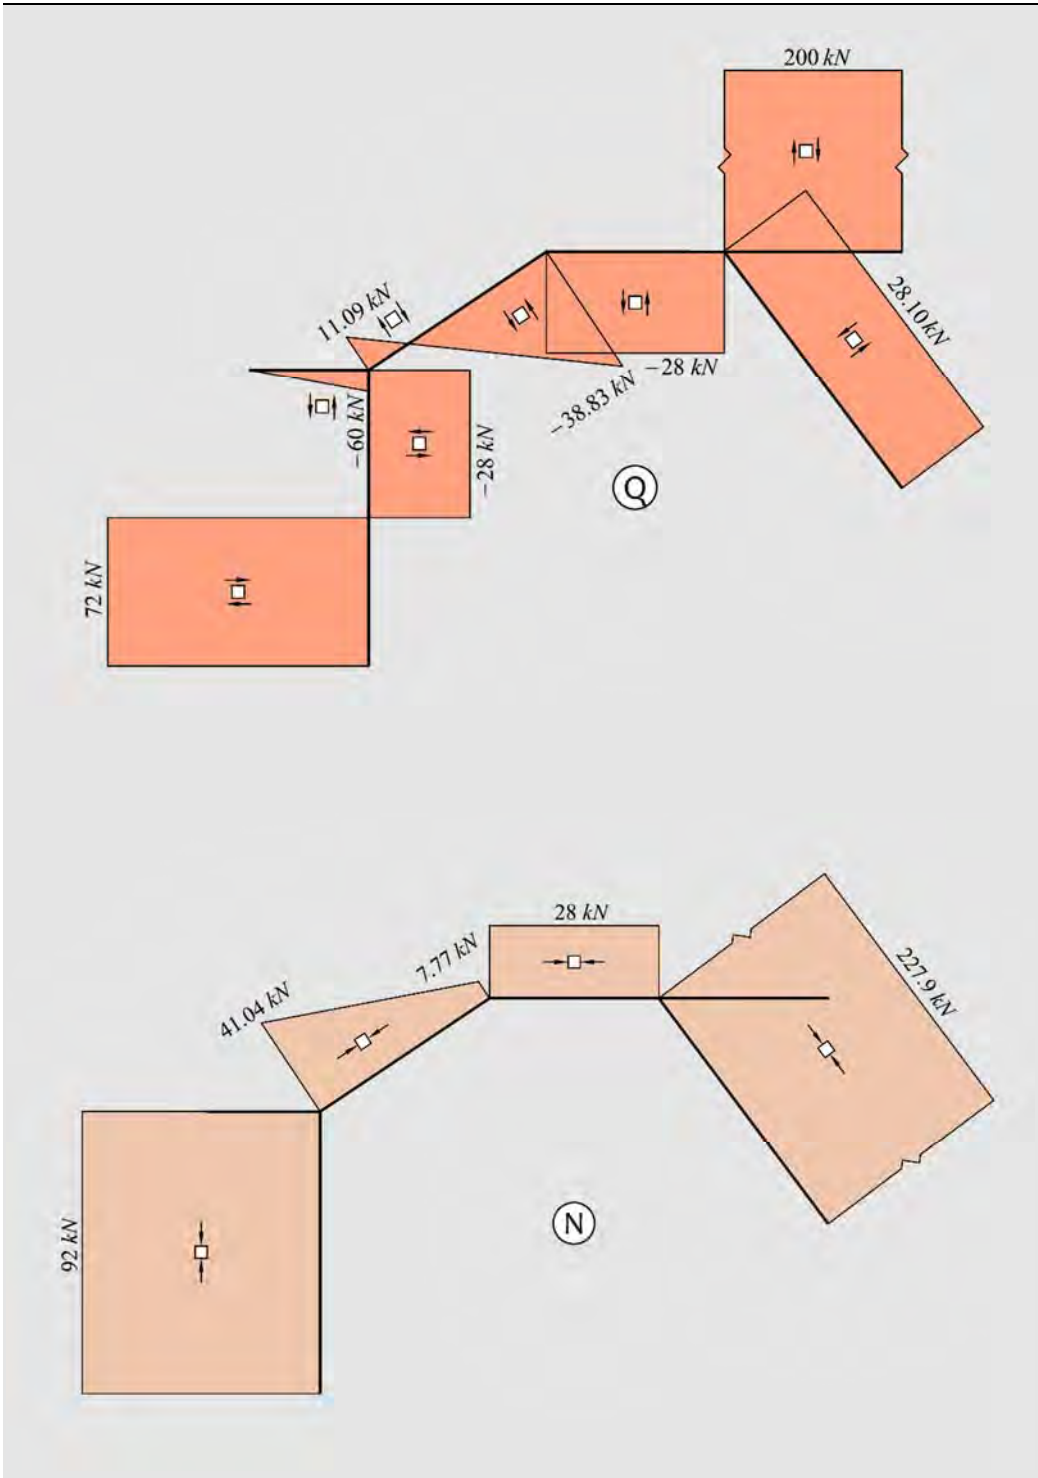 200 kN
28.10 kN
11.09 kN
−28 kN
−38.83 kN
−60 kN
−28 kN
Q
72 kN
28 kN
7.77 kN
227.9 kN
41.04 kN
92 kN
N